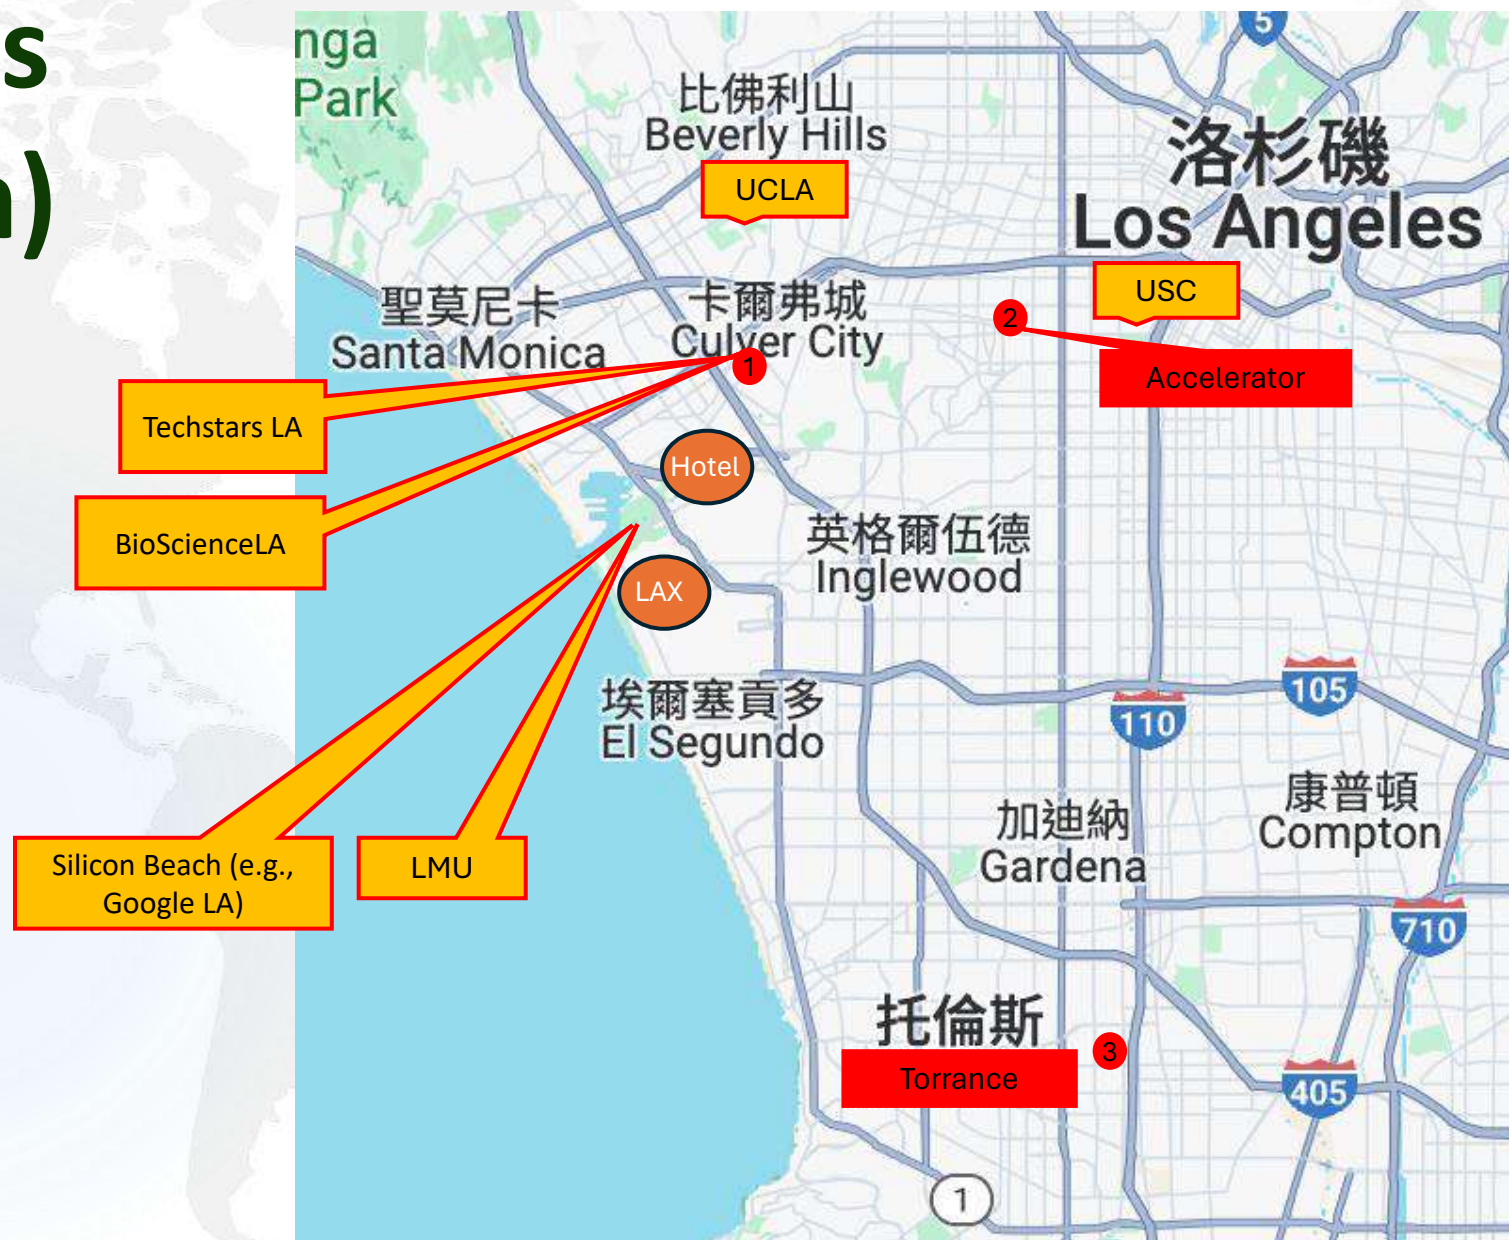 s
)
nga
Park
5
比佛利山
Beverly Hills
UCLA
洛杉磯
Los Angeles
USC
聖莫尼卡
Santa Monica
卡爾弗城
Culver City
1
2
Accelerator
Techstars LA
BioScienceLA
Hotel
英格爾伍德
Inglewood
LAX
埃爾塞貢多
El Segundo
105
110
康普頓
Compton
加迪納
Gardena
Silicon Beach (e.g.,
Google LA)
LMU
710
托倫斯
Torrance
3
405
1